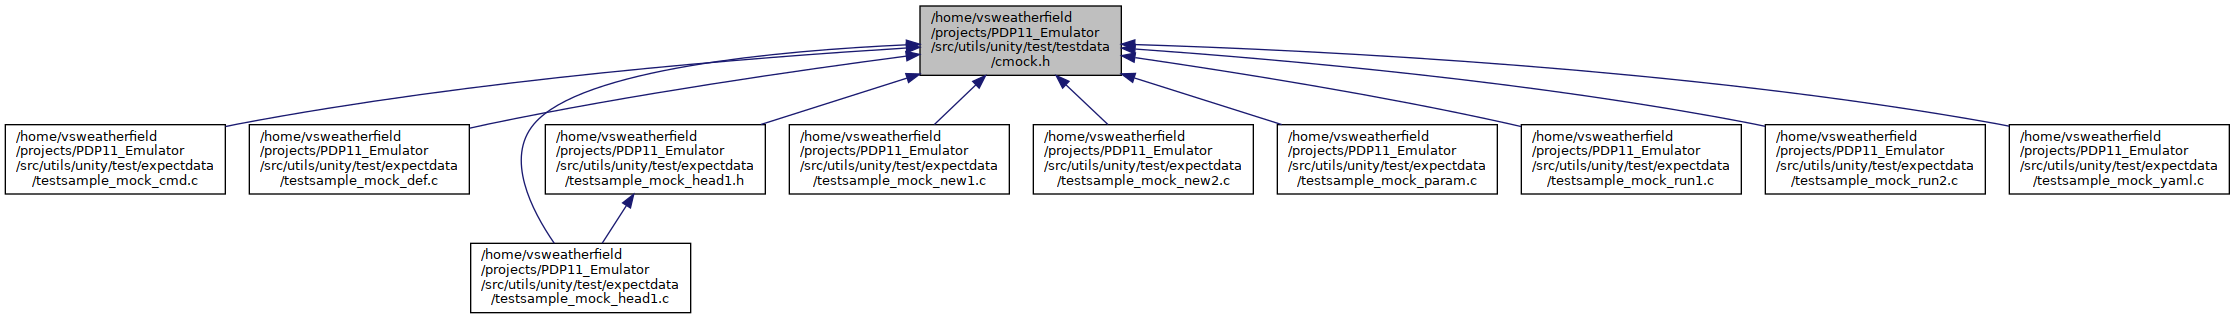 /home/vsweatherfield
/projects/PDP11_Emulator
/src/utils/unity/test/testdata
/cmock.h
/home/vsweatherfield
/projects/PDP11_Emulator
/src/utils/unity/test/expectdata
/testsample_mock_cmd.c
/home/vsweatherfield
/projects/PDP11_Emulator
/src/utils/unity/test/expectdata
/testsample_mock_def.c
/home/vsweatherfield
/projects/PDP11_Emulator
/src/utils/unity/test/expectdata
/testsample_mock_head1.h
/home/vsweatherfield
/projects/PDP11_Emulator
/src/utils/unity/test/expectdata
/testsample_mock_new1.c
/home/vsweatherfield
/projects/PDP11_Emulator
/src/utils/unity/test/expectdata
/testsample_mock_new2.c
/home/vsweatherfield
/projects/PDP11_Emulator
/src/utils/unity/test/expectdata
/testsample_mock_param.c
/home/vsweatherfield
/projects/PDP11_Emulator
/src/utils/unity/test/expectdata
/testsample_mock_run1.c
/home/vsweatherfield
/projects/PDP11_Emulator
/src/utils/unity/test/expectdata
/testsample_mock_run2.c
/home/vsweatherfield
/projects/PDP11_Emulator
/src/utils/unity/test/expectdata
/testsample_mock_yaml.c
/home/vsweatherfield
/projects/PDP11_Emulator
/src/utils/unity/test/expectdata
/testsample_mock_head1.c